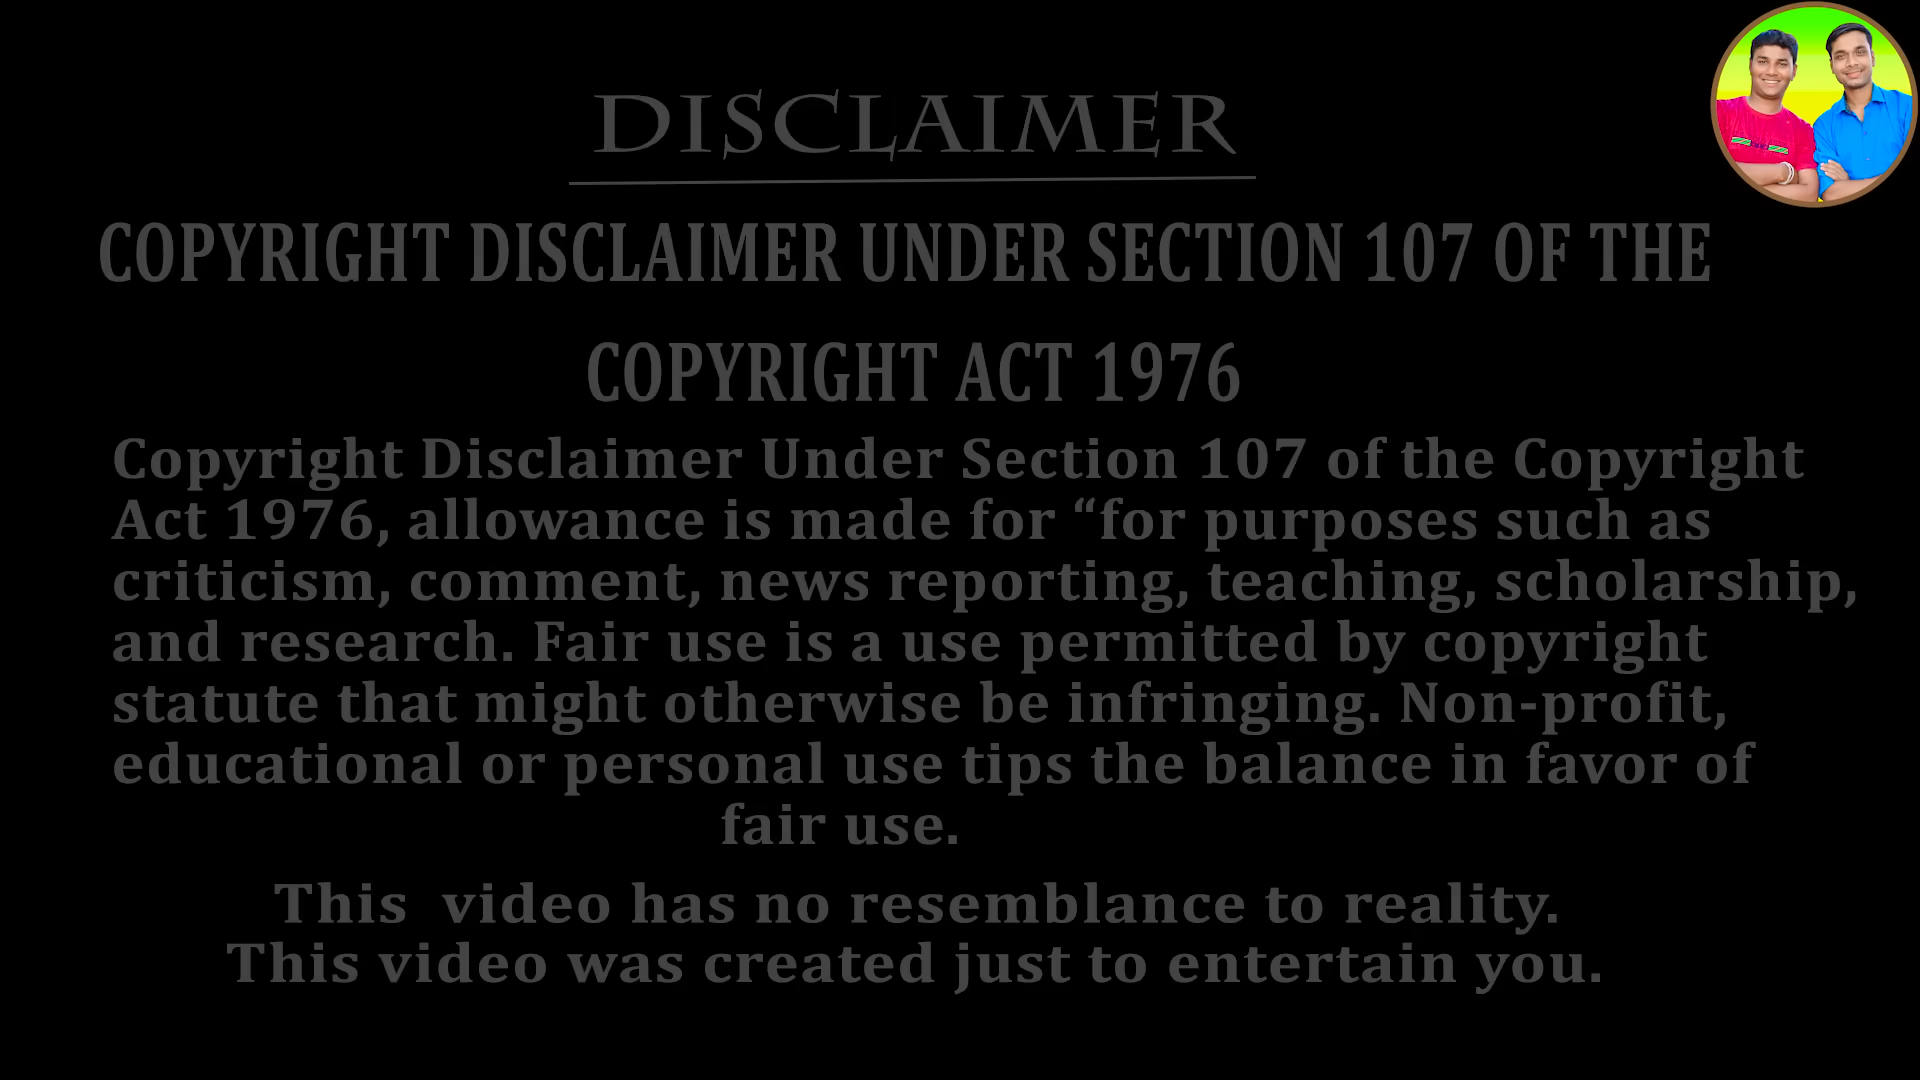 DISCLAIMER
COPYRIGHT DISCLAIMER UNDER SECTION 107 OF THE
COPYRIGHT ACT 1976
Copyright Disclaimer Under Section 107 of the Copyright
Act 1976, allowance is made for “for purposes such as
criticism, comment, news reporting, teaching, scholarship,
and research. Fair use is a use permitted by copyright
statute that might otherwise be infringing. Non-profit,
educational or personal use tips the balance in favor of
fair use.
This video has no resemblance to reality.
This video was created just to entertain you.